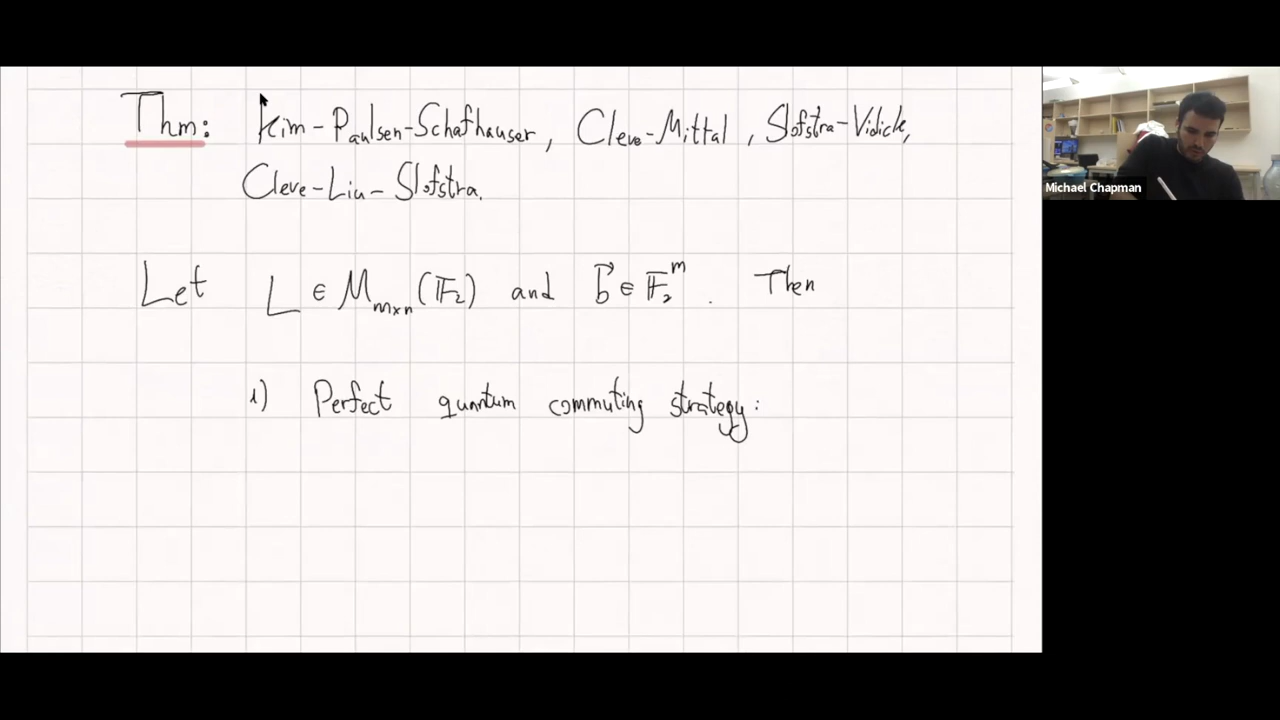 Thm: Kim-Paulsen-Schafhauser, Cleve-Mittal, Slofstra-Vidick,
Cleve-Liu-Slofstra.
Let L ∈ M_{m×n}(𝔽₂) and b⃗ ∈ 𝔽₂^m. Then
1) Perfect quantum commuting strategy:
Michael Chapman